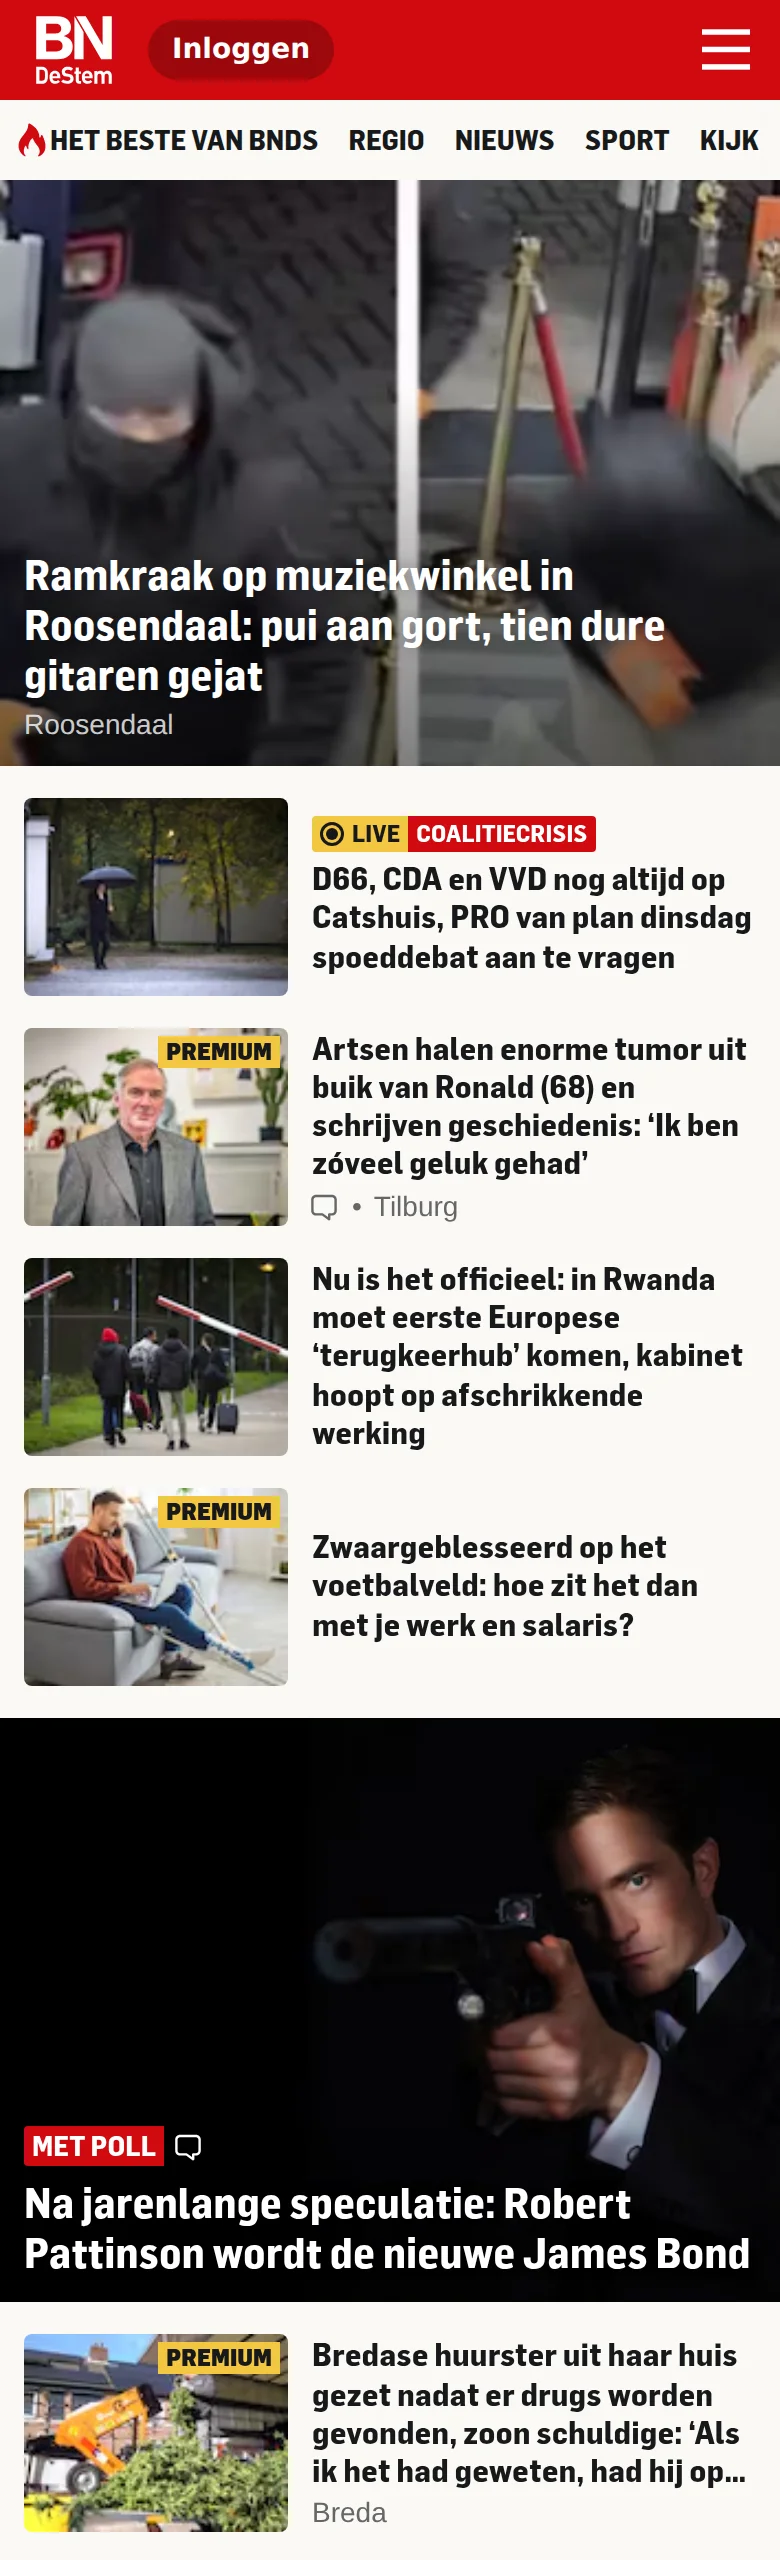 BN
DeStem
Inloggen
HET BESTE VAN BNDS
REGIO
NIEUWS
SPORT
KIJK
Ramkraak op muziekwinkel in
Roosendaal: pui aan gort, tien dure
gitaren gejat
Roosendaal
LIVE COALITIECRISIS
D66, CDA en VVD nog altijd op
Catshuis, PRO van plan dinsdag
spoeddebat aan te vragen
PREMIUM
Artsen halen enorme tumor uit
buik van Ronald (68) en
schrijven geschiedenis: ‘Ik ben
zóveel geluk gehad’
• Tilburg
Nu is het officieel: in Rwanda
moet eerste Europese
‘terugkeerhub’ komen, kabinet
hoopt op afschrikkende
werking
PREMIUM
Zwaargeblesseerd op het
voetbalveld: hoe zit het dan
met je werk en salaris?
MET POLL
Na jarenlange speculatie: Robert
Pattinson wordt de nieuwe James Bond
PREMIUM
Bredase huurster uit haar huis
gezet nadat er drugs worden
gevonden, zoon schuldige: ‘Als
ik het had geweten, had hij op...
Breda